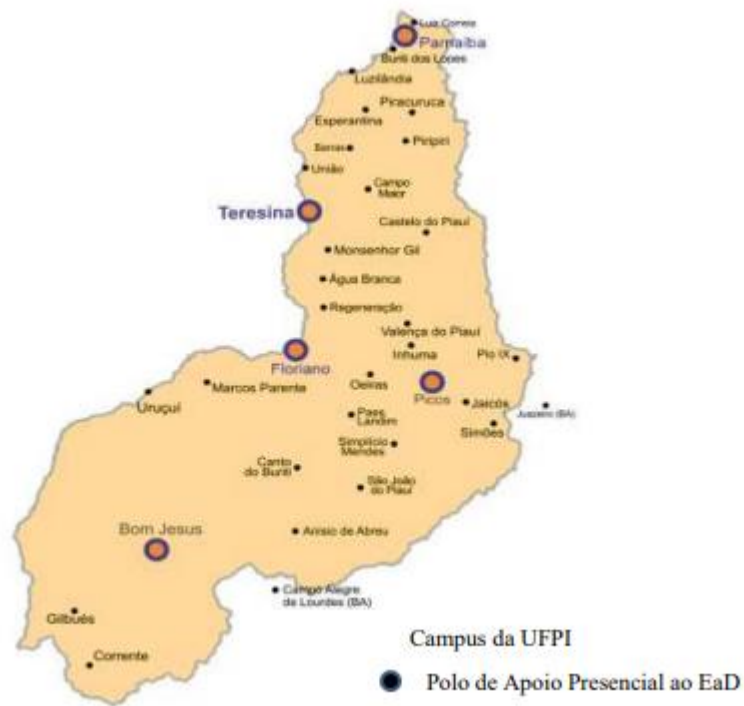 Luiz Correia
Parnaíba
Buriti dos Lopes
Luzilândia
Piracuruca
Esperantina
Barras
Piripiri
União
Campo
Maior
Teresina
Castelo do Piauí
Monsenhor Gil
Água Branca
Regeneração
Valença do Piauí
Inhuma
Pio IX
Floriano
Oeiras
Picos
Marcos Parente
Uruçuí
Jaicós
Juazeiro (BA)
Paes
Landim
Simões
Simplício
Mendes
Canto
do Buriti
São João
do Piauí
Bom Jesus
Anisio de Abreu
Campo Alegre
de Lourdes (BA)
Gilbués
Corrente
Campus da UFPI
Polo de Apoio Presencial ao EaD